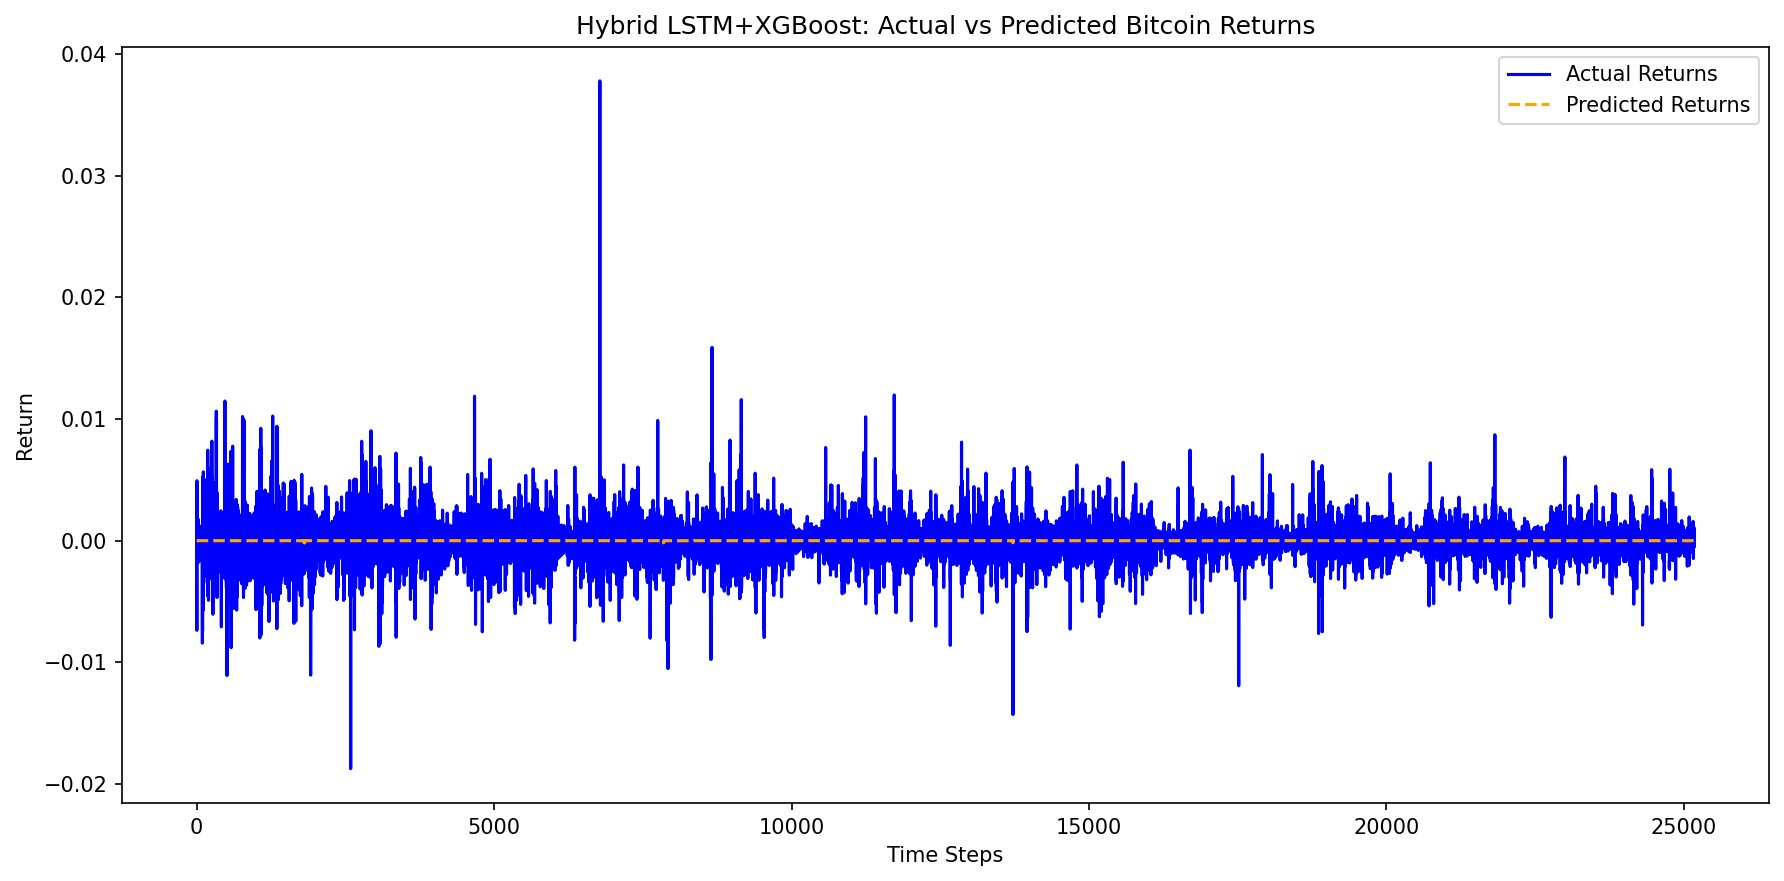 Hybrid LSTM+XGBoost: Actual vs Predicted Bitcoin Returns
Actual Returns
Predicted Returns
0.04
0.03
0.02
0.01
0.00
−0.01
−0.02
Return
0 5000 10000 15000 20000 25000
Time Steps